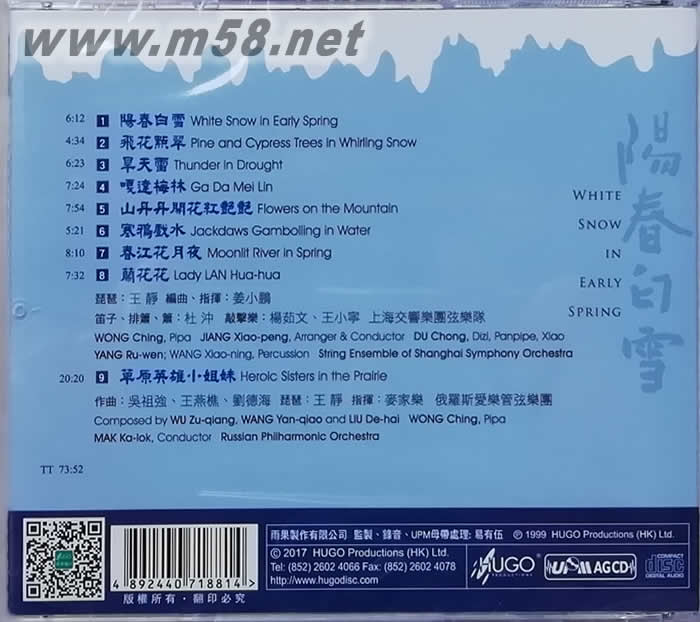 www.m58.net
6:12 1 陽春白雪 White Snow in Early Spring
4:34 2 飛花點翠 Pine and Cypress Trees in Whirling Snow
6:23 3 旱天雷 Thunder in Drought
7:24 4 嘎達梅林 Ga Da Mei Lin
7:54 5 山丹丹開花紅艷艷 Flowers on the Mountain
5:21 6 寒鴉戲水 Jackdaws Gambolling in Water
8:10 7 春江花月夜 Moonlit River in Spring
7:32 8 蘭花花 Lady LAN Hua-hua
琵琶：王 靜 編曲、指揮：姜小鵬
笛子、排簫、簫：杜 沖 敲擊樂：楊茹文、王小寧 上海交響樂團弦樂隊
WONG Ching, Pipa JIANG Xiao-peng, Arranger & Conductor DU Chong, Dizi, Panpipe, Xiao
YANG Ru-wen; WANG Xiao-ning, Percussion String Ensemble of Shanghai Symphony Orchestra
20:20 9 草原英雄小姐妹 Heroic Sisters in the Prairie
作曲：吳祖強、王燕樵、劉德海 琵琶：王 靜 指揮：麥家樂 俄羅斯愛樂管弦樂團
Composed by WU Zu-qiang, WANG Yan-qiao and LIU De-hai WONG Ching, Pipa
MAK Ka-lok, Conductor Russian Philharmonic Orchestra
TT 73:52
陽春白雪
WHITE
SNOW
IN
EARLY
SPRING
4 892440 718814
版權所有·翻印必究
雨果製作有限公司 監製、錄音、UPM母帶處理: 易有伍 ℗ 1999 HUGO Productions (HK) Ltd.
© 2017 HUGO Productions (HK) Ltd.
Tel: (852) 2602 4066 Fax: (852) 2602 4078
http://www.hugodisc.com
HUGO
PRODUCTIONS
UPM AGCD
COMPACT
disc
DIGITAL AUDIO